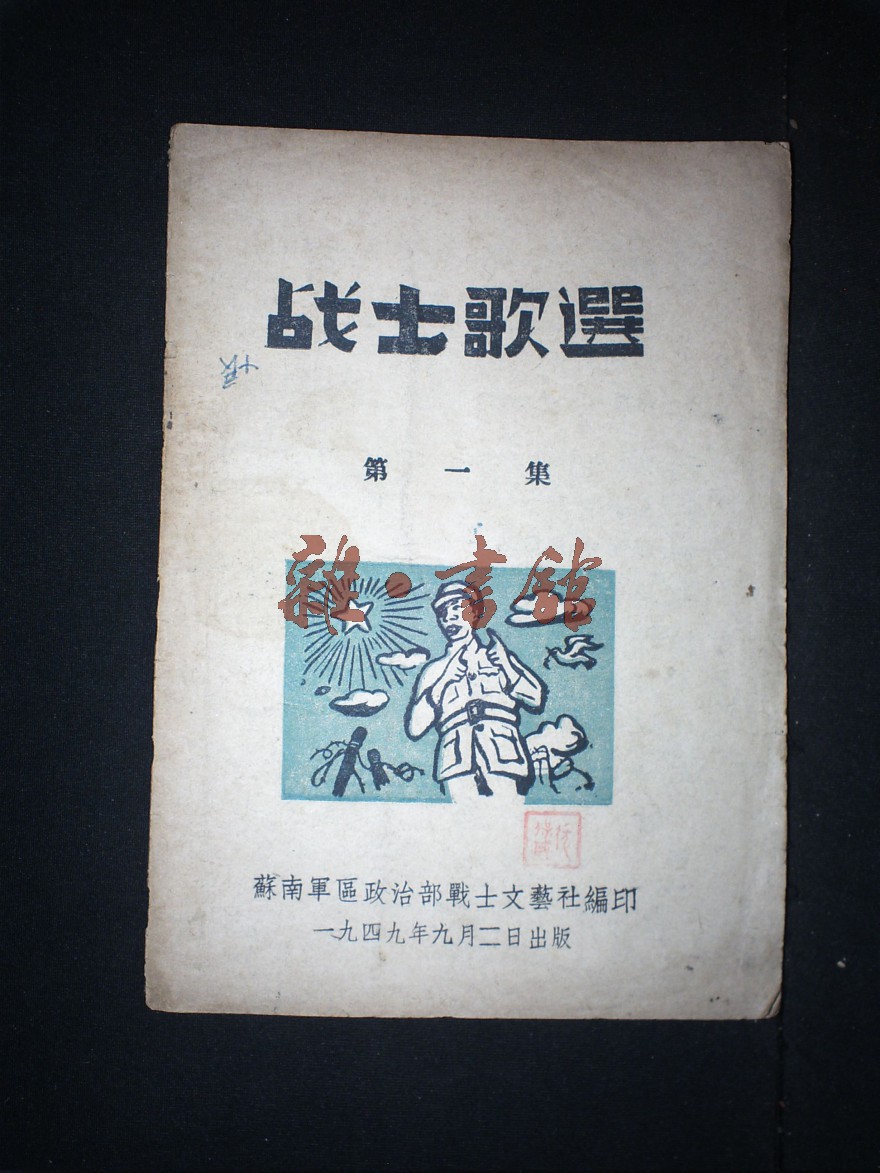 战士歌選
第一集
雜·書館
蘇南軍區政治部戰士文藝社編印
一九四九年九月二日出版